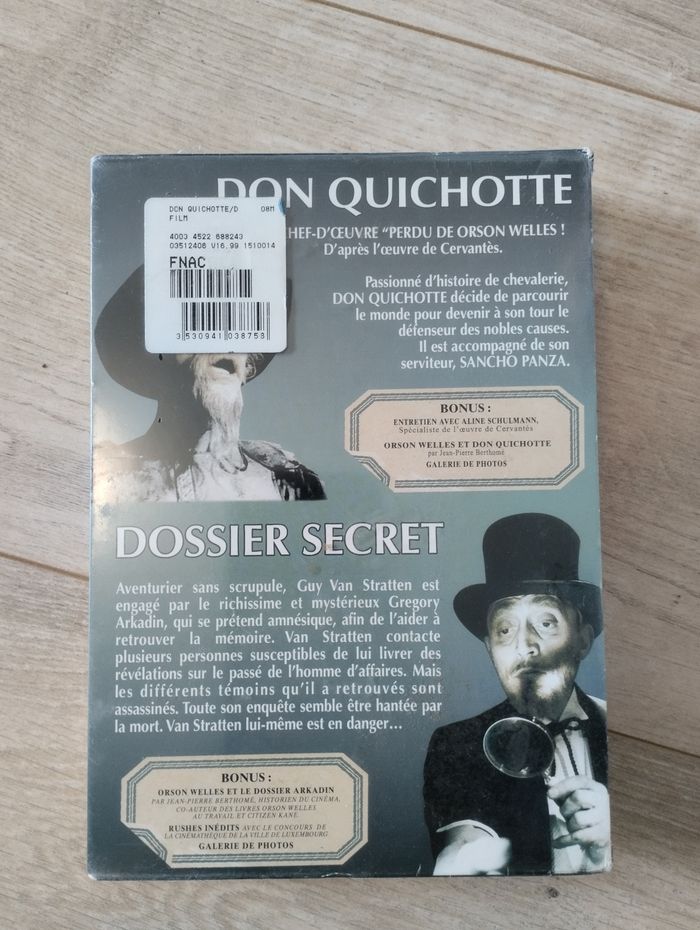 DON QUICHOTTE/D 08M
FILM
4003 4522 688243
03512406 V16.99 1510014
FNAC
3 530941 038758
DON QUICHOTTE
CHEF-D'ŒUVRE “PERDU DE ORSON WELLES !
D'après l'œuvre de Cervantès.
Passionné d'histoire de chevalerie,
DON QUICHOTTE décide de parcourir
le monde pour devenir à son tour le
défenseur des nobles causes.
Il est accompagné de son
serviteur, SANCHO PANZA.
BONUS :
ENTRETIEN AVEC ALINE SCHULMANN,
Spécialiste de l'œuvre de Cervantès
ORSON WELLES ET DON QUICHOTTE
par Jean-Pierre Berthomé
GALERIE DE PHOTOS
DOSSIER SECRET
Aventurier sans scrupule, Guy Van Stratten est
engagé par le richissime et mystérieux Gregory
Arkadin, qui se prétend amnésique, afin de l'aider à
retrouver la mémoire. Van Stratten contacte
plusieurs personnes susceptibles de lui livrer des
révélations sur le passé de l'homme d'affaires. Mais
les différents témoins qu'il a retrouvés sont
assassinés. Toute son enquête semble être hantée par
la mort. Van Stratten lui-même est en danger...
BONUS :
ORSON WELLES ET LE DOSSIER ARKADIN
PAR JEAN-PIERRE BERTHOMÉ, HISTORIEN DU CINÉMA,
CO-AUTEUR DES LIVRES ORSON WELLES
AU TRAVAIL ET CITIZEN KANE
RUSHES INÉDITS AVEC LE CONCOURS DE
LA CINÉMATHÈQUE DE LA VILLE DE LUXEMBOURG
GALERIE DE PHOTOS